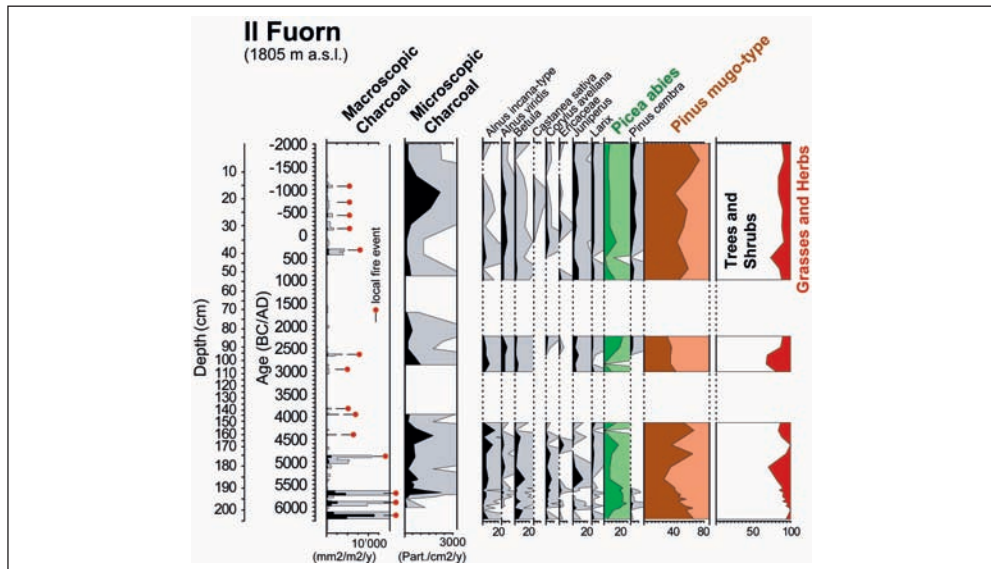 Il Fuorn
(1805 m a.s.l.)
Macroscopic
Charcoal
Microscopic
Charcoal
Alnus incana-type
Alnus viridis
Betula
Castanea sativa
Corylus avellana
Ericaceae
Juniperus
Larix
Picea abies
Pinus cembra
Pinus mugo-type
Depth (cm)
10
20
30
40
50
60
70
80
90
100
110
120
130
140
150
160
170
180
190
200
Age (BC/AD)
-2000
-1500
-1000
-500
0
500
1000
1500
2000
2500
3000
3500
4000
4500
5000
5500
6000
local fire event
Trees and
Shrubs
Grasses and Herbs
10'000
(mm2/m2/y)
3000
(Part./cm2/y)
20
20
20
20
20
20
40
80
50
100